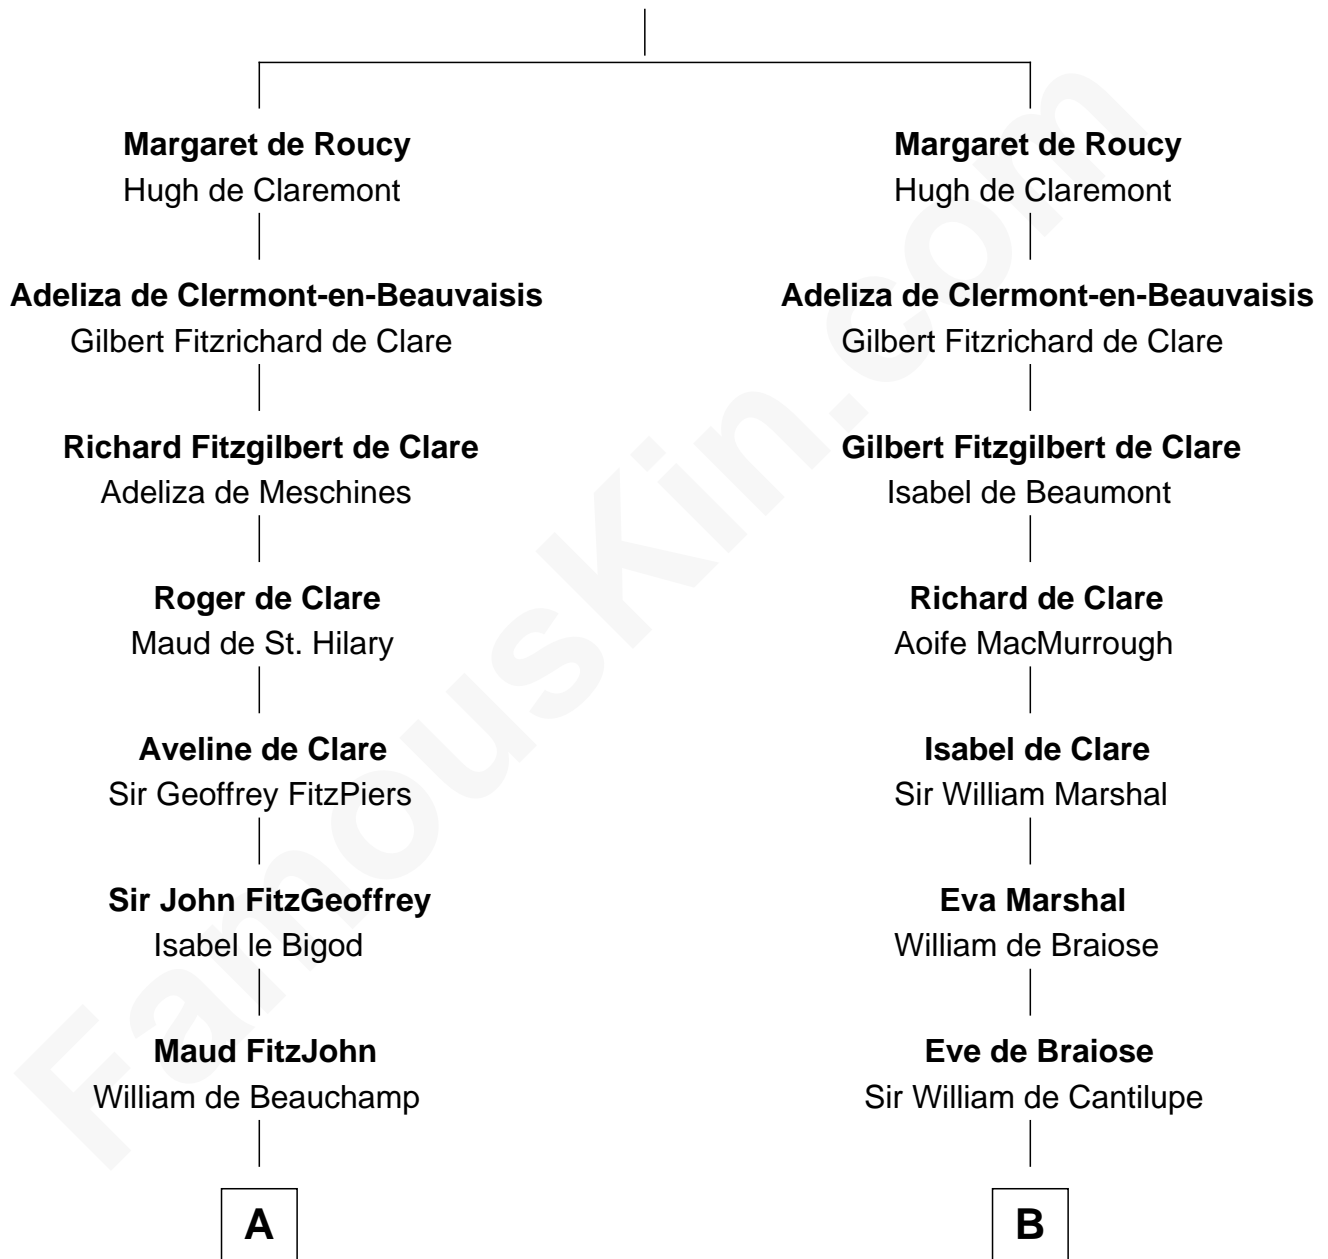 Margaret de Roucy
Hugh de Claremont
Adeliza de Clermont-en-Beauvaisis
Gilbert Fitzrichard de Clare
Richard Fitzgilbert de Clare
Adeliza de Meschines
Roger de Clare
Maud de St. Hilary
Aveline de Clare
Sir Geoffrey FitzPiers
Sir John FitzGeoffrey
Isabel le Bigod
Maud FitzJohn
William de Beauchamp
A
Margaret de Roucy
Hugh de Claremont
Adeliza de Clermont-en-Beauvaisis
Gilbert Fitzrichard de Clare
Gilbert Fitzgilbert de Clare
Isabel de Beaumont
Richard de Clare
Aoife MacMurrough
Isabel de Clare
Sir William Marshal
Eva Marshal
William de Braiose
Eve de Braiose
Sir William de Cantilupe
B
FamousKin.com